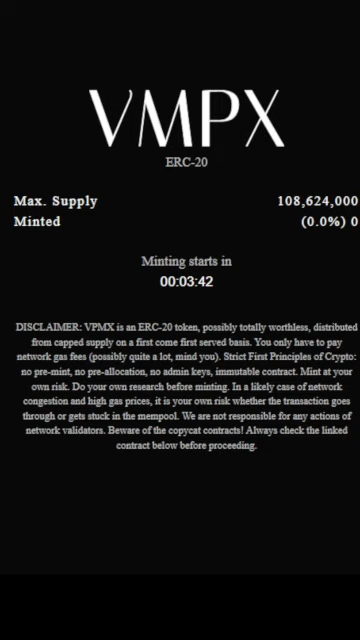 VMPX
ERC-20
Max. Supply 108,624,000
Minted (0.0%) 0
Minting starts in
00:03:42
DISCLAIMER: VPMX is an ERC-20 token, possibly totally worthless, distributed
from capped supply on a first come first served basis. You only have to pay
network gas fees (possibly quite a lot, mind you). Strict First Principles of Crypto:
no pre-mint, no pre-allocation, no admin keys, immutable contract. Mint at your
own risk. Do your own research before minting. In a likely case of network
congestion and high gas prices, it is your own risk whether the transaction goes
through or gets stuck in the mempool. We are not responsible for any actions of
network validators. Beware of the copycat contracts! Always check the linked
contract below before proceeding.